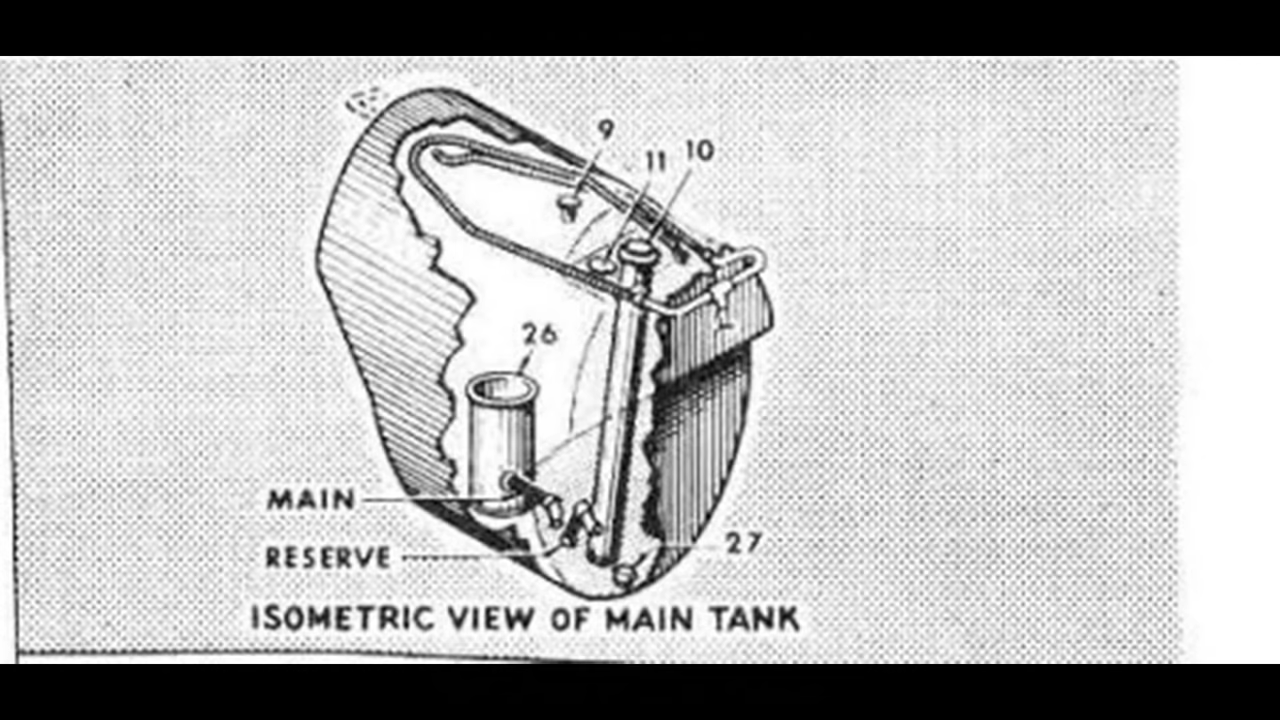 9
11 10
26
MAIN
RESERVE
27
ISOMETRIC VIEW OF MAIN TANK